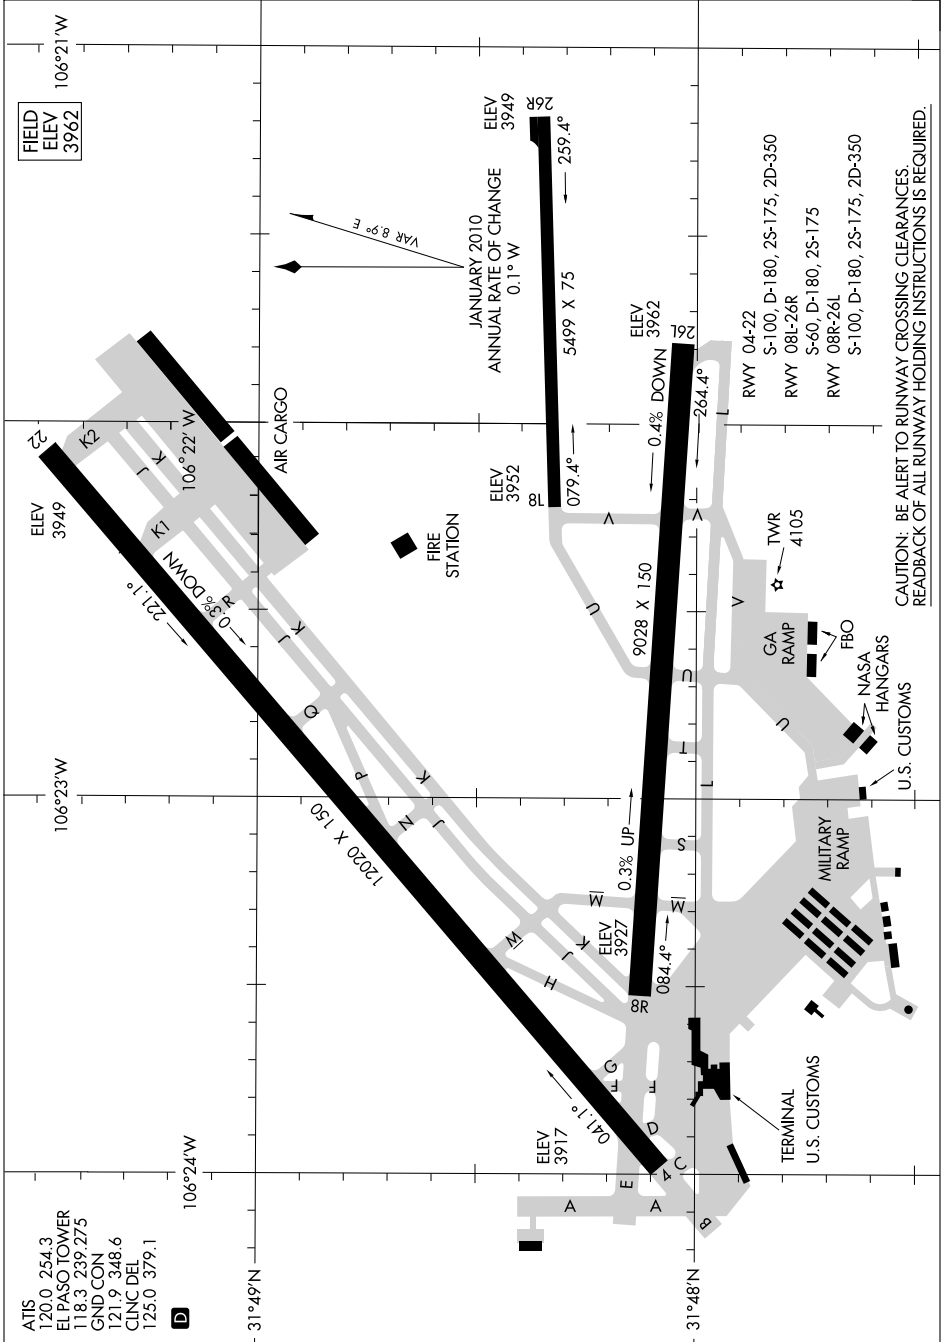 ATIS
120.0 254.3
EL PASO TOWER
118.3 239.275
GND CON
121.9 348.6
CLNC DEL
125.0 379.1
D
FIELD
ELEV
3962
106°24'W
106°23'W
106°22' W
106°21'W
31°49'N
31°48'N
VAR 8.9° E
JANUARY 2010
ANNUAL RATE OF CHANGE
0.1° W
ELEV
3949
22
K2
K
J
K1
221.1°
0.3% DOWN
R
K
J
Q
P
N
K
J
12020 X 150
AIR CARGO
FIRE
STATION
ELEV
3949
26R
259.4°
5499 X 75
079.4°
8L
ELEV
3952
ELEV
3962
26L
0.4% DOWN
264.4°
L
V
V
U
9028 X 150
U
T
L
0.3% UP
S
M
M
M
ELEV
3927
084.4°
8R
K
J
H
G
F
F
D
041.1°
ELEV
3917
4
C
E
A
A
B
V
TWR
4105
GA
RAMP
FBO
U
NASA
HANGARS
U.S. CUSTOMS
MILITARY
RAMP
TERMINAL
U.S. CUSTOMS
RWY 04-22
S-100, D-180, 2S-175, 2D-350
RWY 08L-26R
S-60, D-180, 2S-175
RWY 08R-26L
S-100, D-180, 2S-175, 2D-350
CAUTION: BE ALERT TO RUNWAY CROSSING CLEARANCES.
READBACK OF ALL RUNWAY HOLDING INSTRUCTIONS IS REQUIRED.